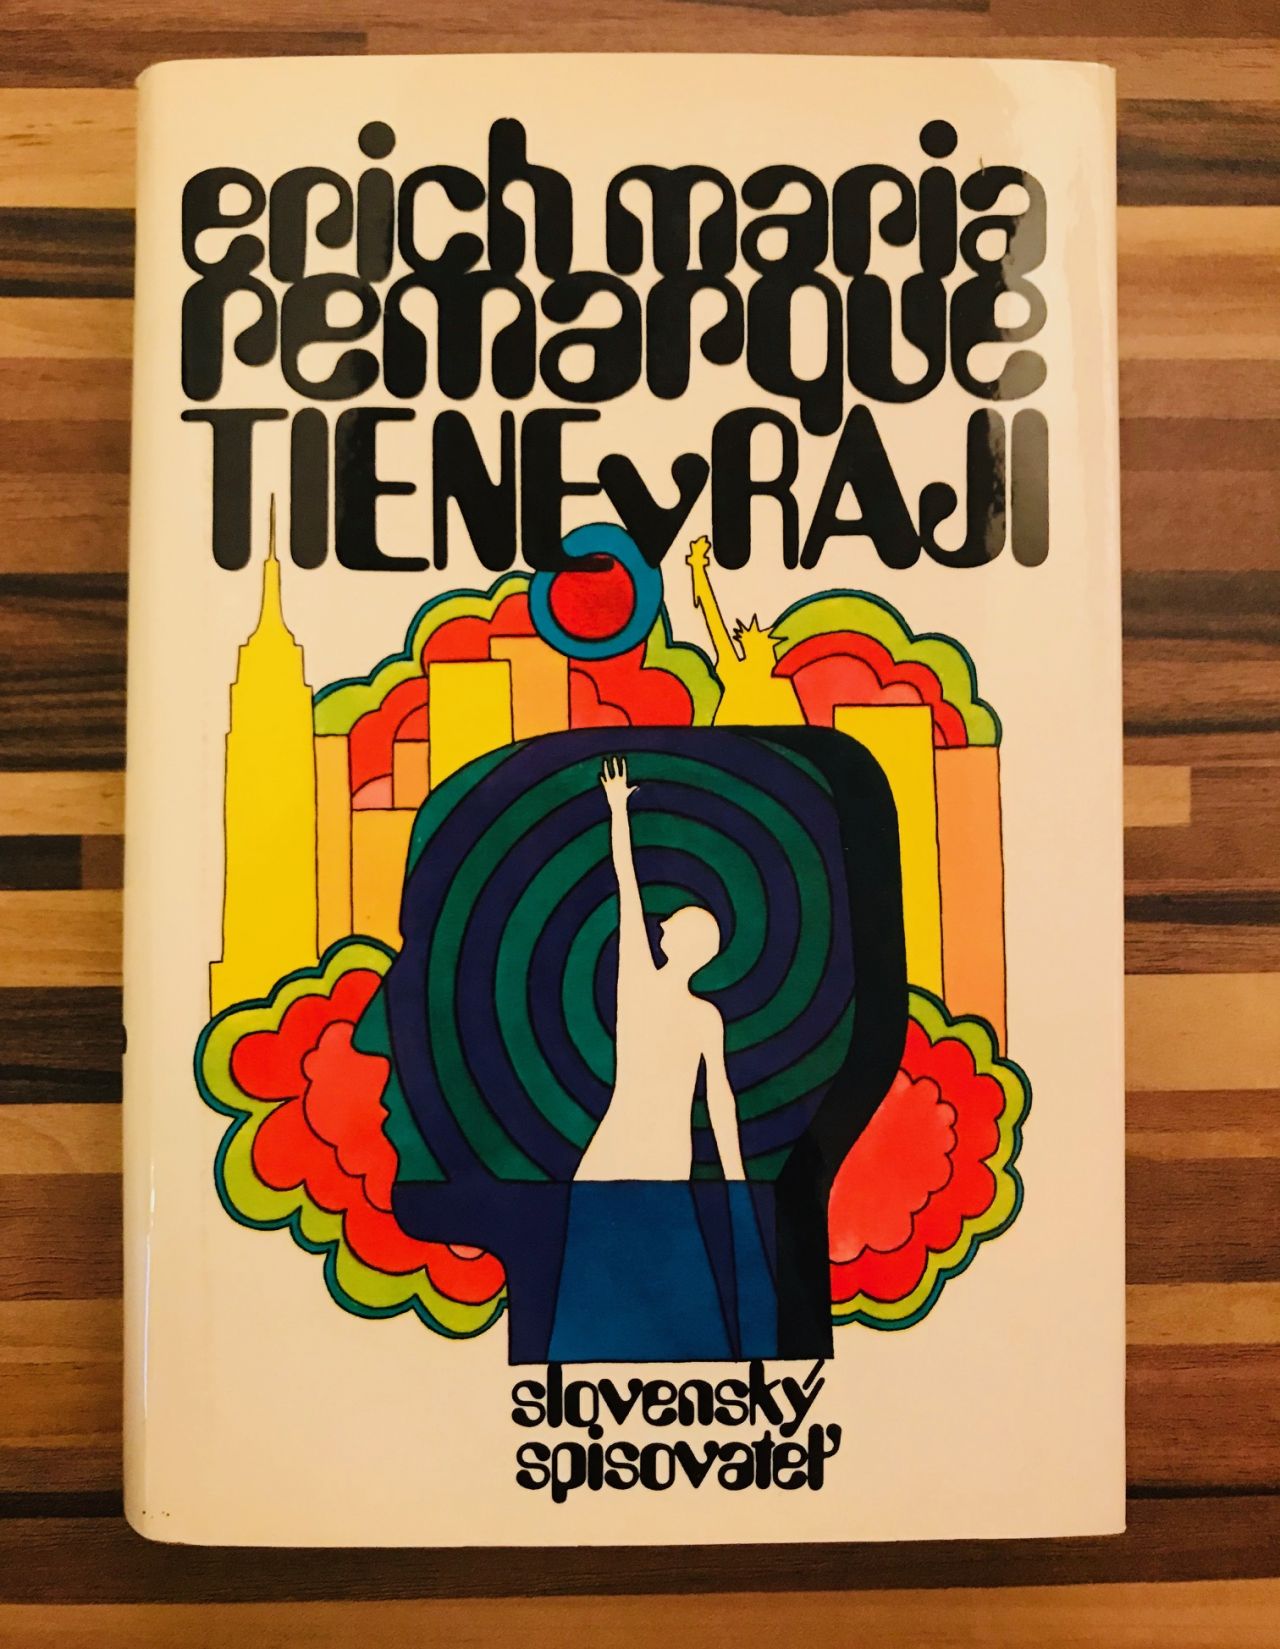 erich maria
remarque
TIENE v RAJI
slovenský
spisovateľ